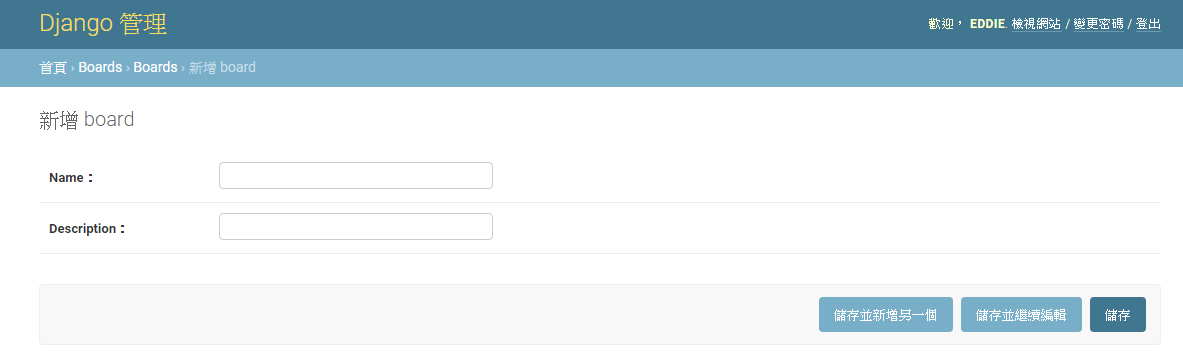 Django 管理
歡迎， EDDIE. 檢視網站 / 變更密碼 / 登出
首頁 › Boards › Boards › 新增 board
新增 board
Name：
Description：
儲存並新增另一個 儲存並繼續編輯 儲存